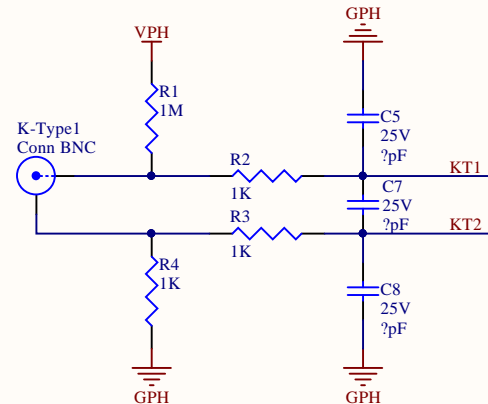 GPH
VPH
R1
1M
C5
25V
?pF
K-Type1
Conn BNC
R2
1K
KT1
C7
25V
?pF
R3
1K
KT2
R4
1K
C8
25V
?pF
GPH
GPH